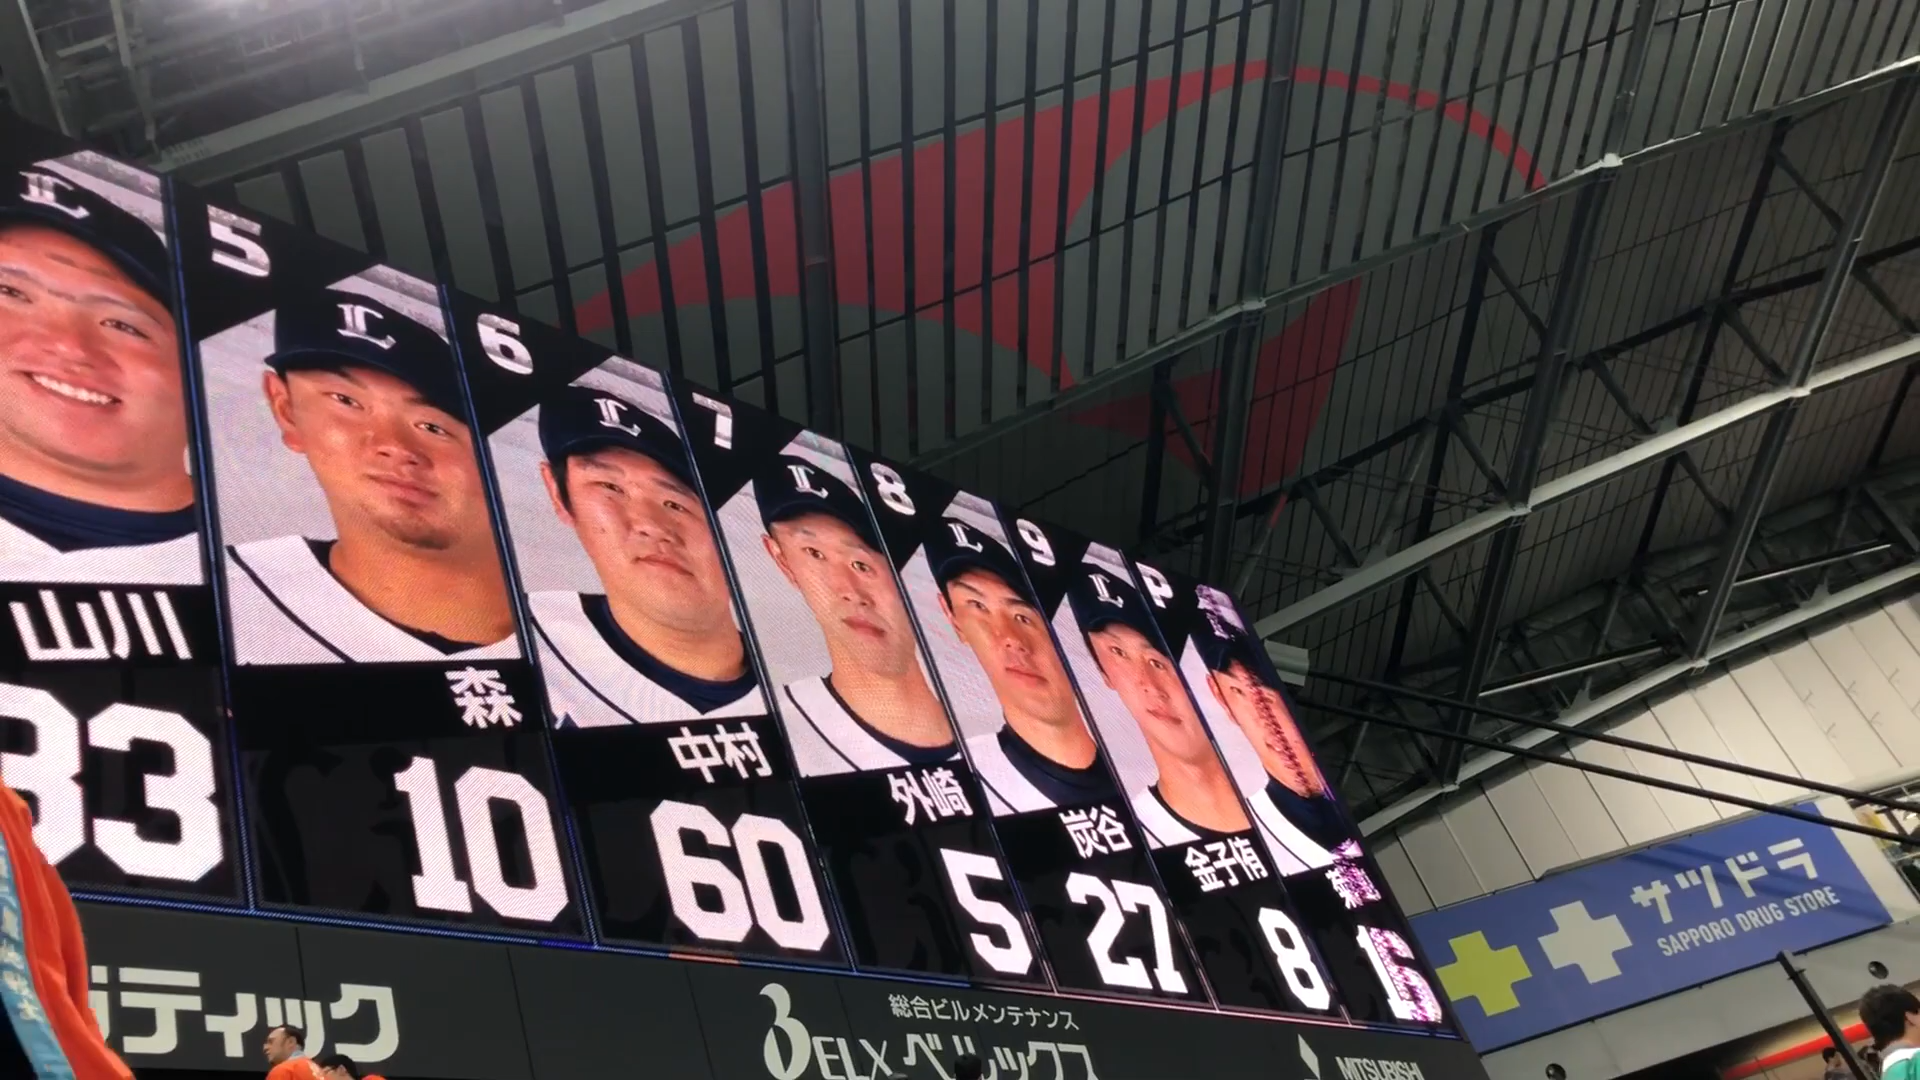 5
6
7
8
9
P
山川
森
中村
外崎
炭谷
金子侑
33
10
60
5
27
8
16
サツドラ
SAPPORO DRUG STORE
ティック
総合ビルメンテナンス
BELX ベルックス
MITSUBISHI